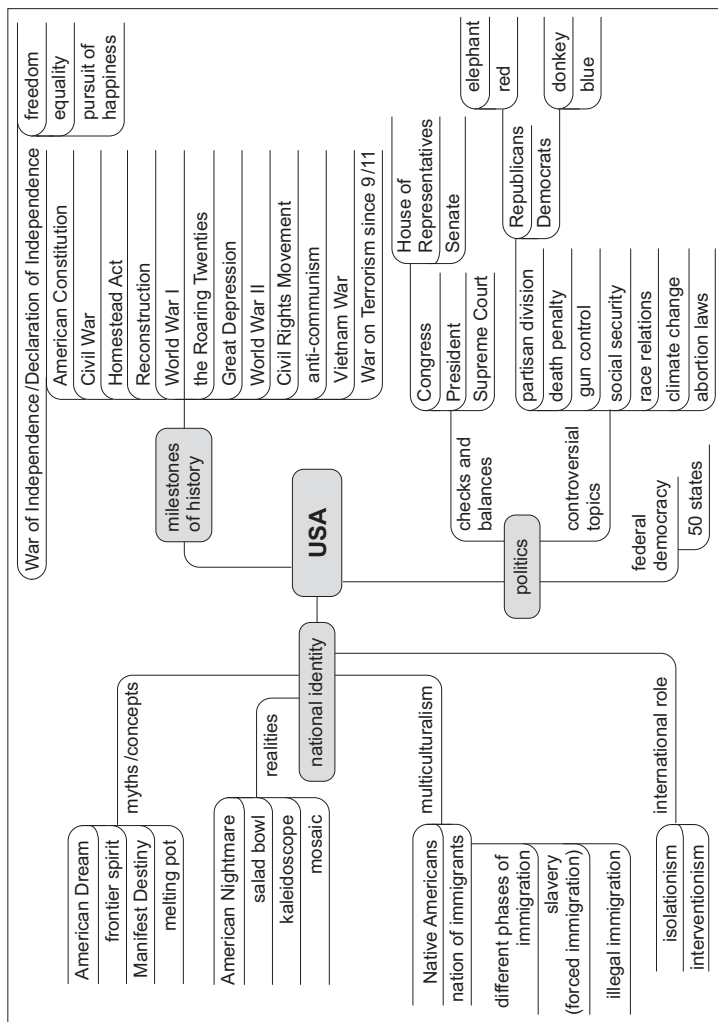 USA
milestones
of history
War of Independence/Declaration of Independence
freedom
equality
pursuit of
happiness
American Constitution
Civil War
Homestead Act
Reconstruction
World War I
the Roaring Twenties
Great Depression
World War II
Civil Rights Movement
anti-communism
Vietnam War
War on Terrorism since 9/11
politics
checks and
balances
Congress
House of
Representatives
Senate
President
Supreme Court
controversial
topics
partisan division
Republicans
elephant
red
Democrats
donkey
blue
death penalty
gun control
social security
race relations
climate change
abortion laws
federal
democracy
50 states
national identity
myths/concepts
American Dream
frontier spirit
Manifest Destiny
melting pot
realities
American Nightmare
salad bowl
kaleidoscope
mosaic
multiculturalism
Native Americans
nation of immigrants
different phases of
immigration
slavery
(forced immigration)
illegal immigration
international role
isolationism
interventionism